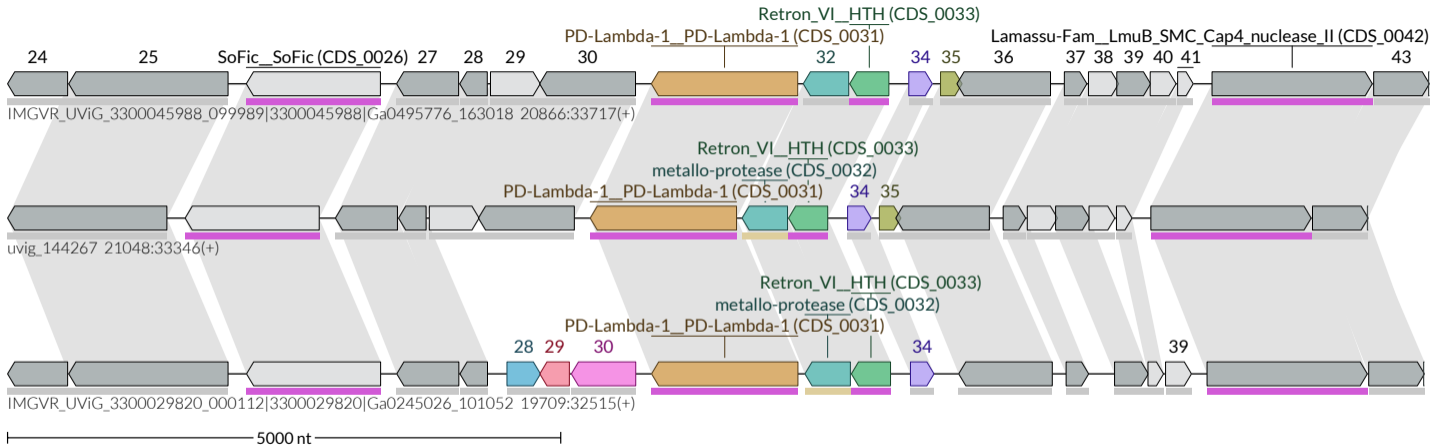 Retron_VI__HTH (CDS_0033)
PD-Lambda-1__PD-Lambda-1 (CDS_0031)
Lamassu-Fam__LmuB_SMC_Cap4_nuclease_II (CDS_0042)
24 25 SoFic__SoFic (CDS_0026) 27 28 29 30 32 34 35 36 37 38 39 40 41 43
IMGVR_UViG_3300045988_099989|3300045988|Ga0495776_163018 20866:33717(+)
Retron_VI__HTH (CDS_0033)
metallo-protease (CDS_0032)
PD-Lambda-1__PD-Lambda-1 (CDS_0031) 34 35
uvig_144267 21048:33346(+)
Retron_VI__HTH (CDS_0033)
metallo-protease (CDS_0032)
PD-Lambda-1__PD-Lambda-1 (CDS_0031)
28 29 30 34 39
IMGVR_UViG_3300029820_000112|3300029820|Ga0245026_101052 19709:32515(+)
5000 nt